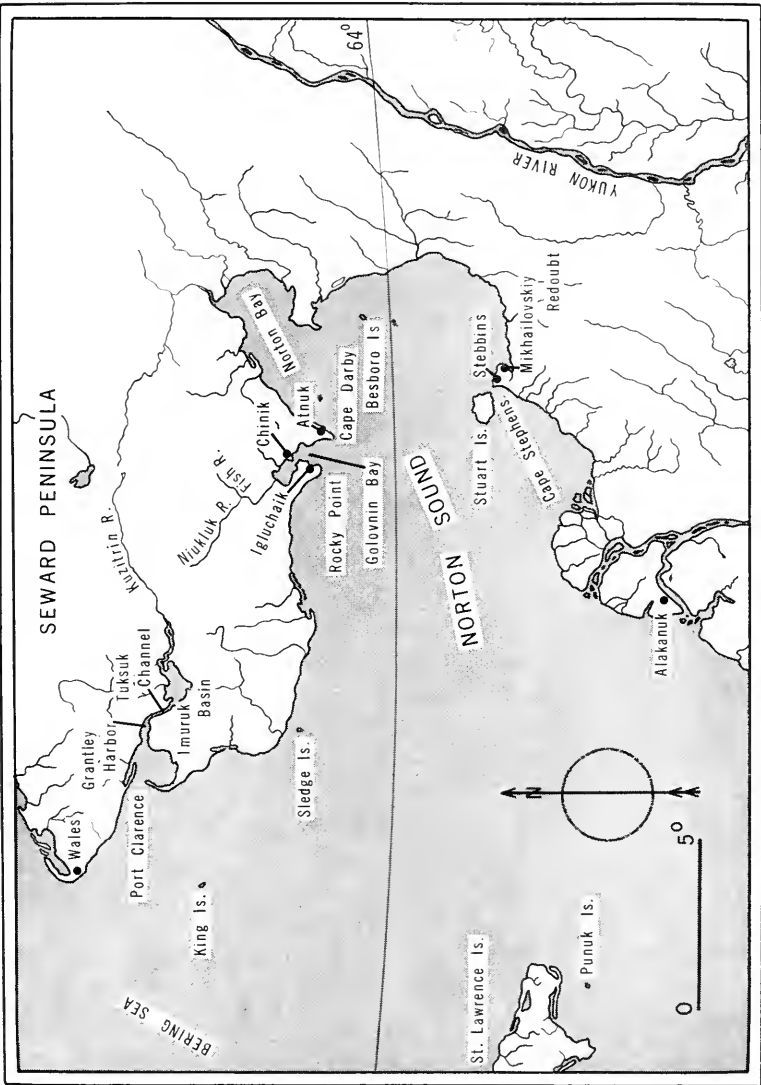 SEWARD PENINSULA
64°
BERING SEA
Wales
Port Clarence
King Is.
Grantley
Harbor
Tuksuk
Channel
Imuruk
Basin
Kuzitrin R.
Niukluk R.
Fish R.
Chinik
Igluchaik
Atnuk
Norton Bay
Rocky Point
Golovnin Bay
Cape Darby
Besboro Is
Sledge Is.
NORTON SOUND
YUKON RIVER
Stuart Is.
Stebbins
Cape Stephens
Mikhailovskiy
Redoubt
St. Lawrence Is.
Punuk Is.
Alakanuk
N
0
5°